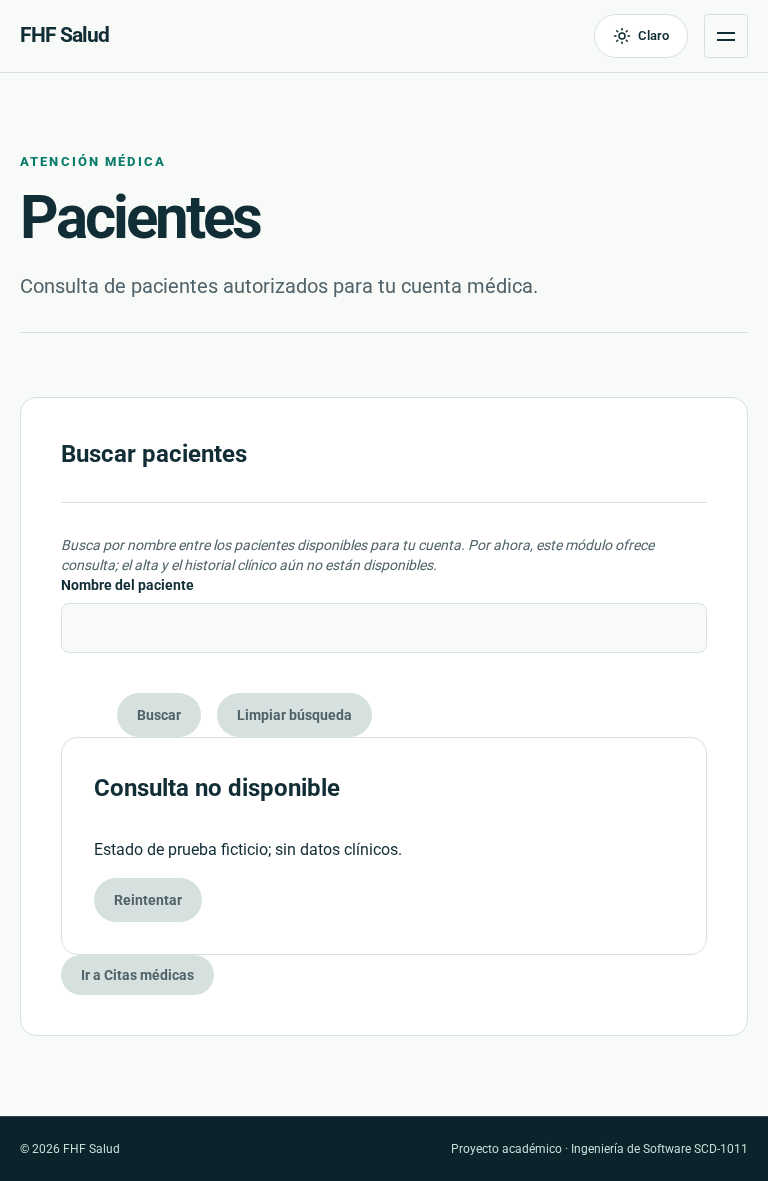 FHF Salud
Claro
ATENCIÓN MÉDICA
Pacientes
Consulta de pacientes autorizados para tu cuenta médica.
Buscar pacientes
Busca por nombre entre los pacientes disponibles para tu cuenta. Por ahora, este módulo ofrece
consulta; el alta y el historial clínico aún no están disponibles.
Nombre del paciente
Buscar
Limpiar búsqueda
Consulta no disponible
Estado de prueba ficticio; sin datos clínicos.
Reintentar
Ir a Citas médicas
© 2026 FHF Salud
Proyecto académico · Ingeniería de Software SCD-1011